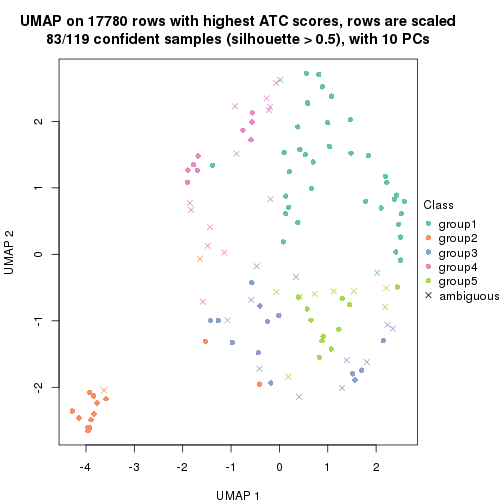 UMAP on 17780 rows with highest ATC scores, rows are scaled
83/119 confident samples (silhouette > 0.5), with 10 PCs
2
1
0
-1
-2
UMAP 2
-4
-3
-2
-1
0
1
2
UMAP 1
Class
group1
group2
group3
group4
group5
ambiguous